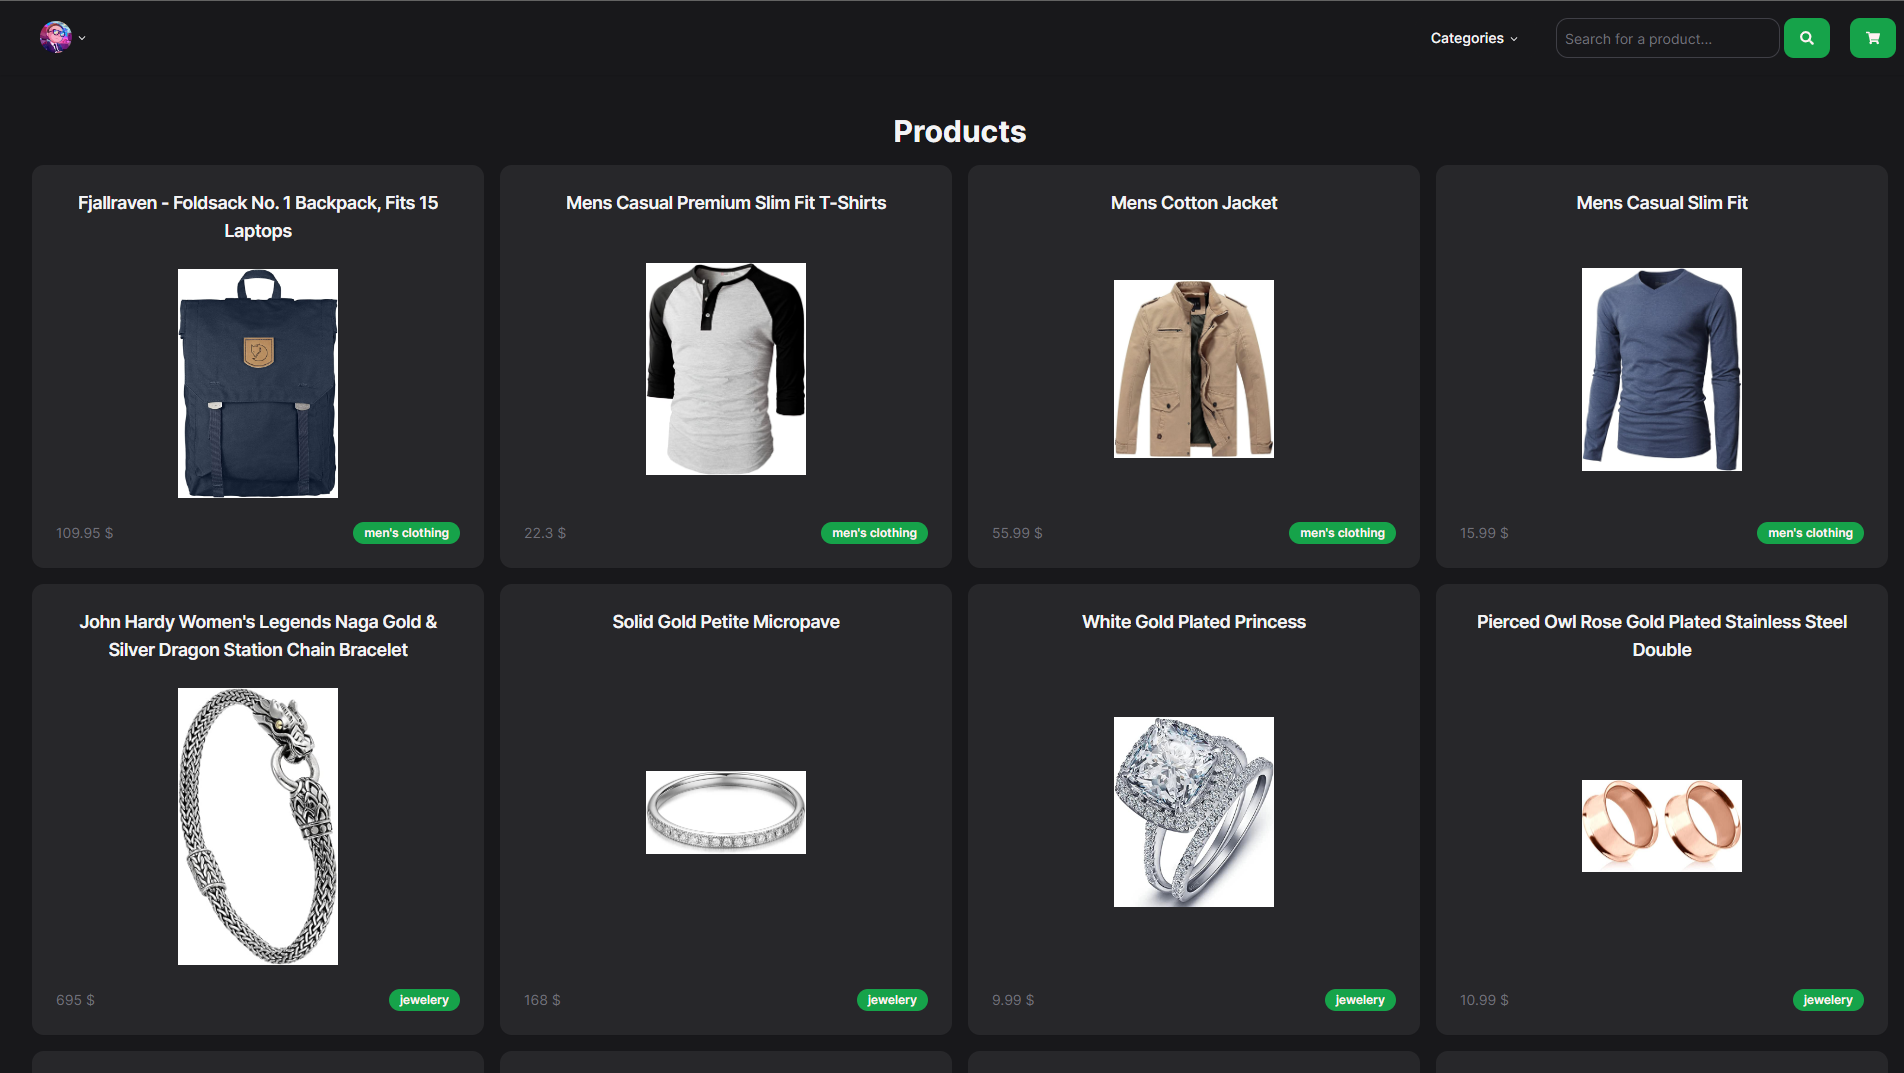 Categories
Search for a product...
Products
Fjallraven - Foldsack No. 1 Backpack, Fits 15
Laptops
109.95 $
men's clothing
Mens Casual Premium Slim Fit T-Shirts
22.3 $
men's clothing
Mens Cotton Jacket
55.99 $
men's clothing
Mens Casual Slim Fit
15.99 $
men's clothing
John Hardy Women's Legends Naga Gold &
Silver Dragon Station Chain Bracelet
695 $
jewelery
Solid Gold Petite Micropave
168 $
jewelery
White Gold Plated Princess
9.99 $
jewelery
Pierced Owl Rose Gold Plated Stainless Steel
Double
10.99 $
jewelery